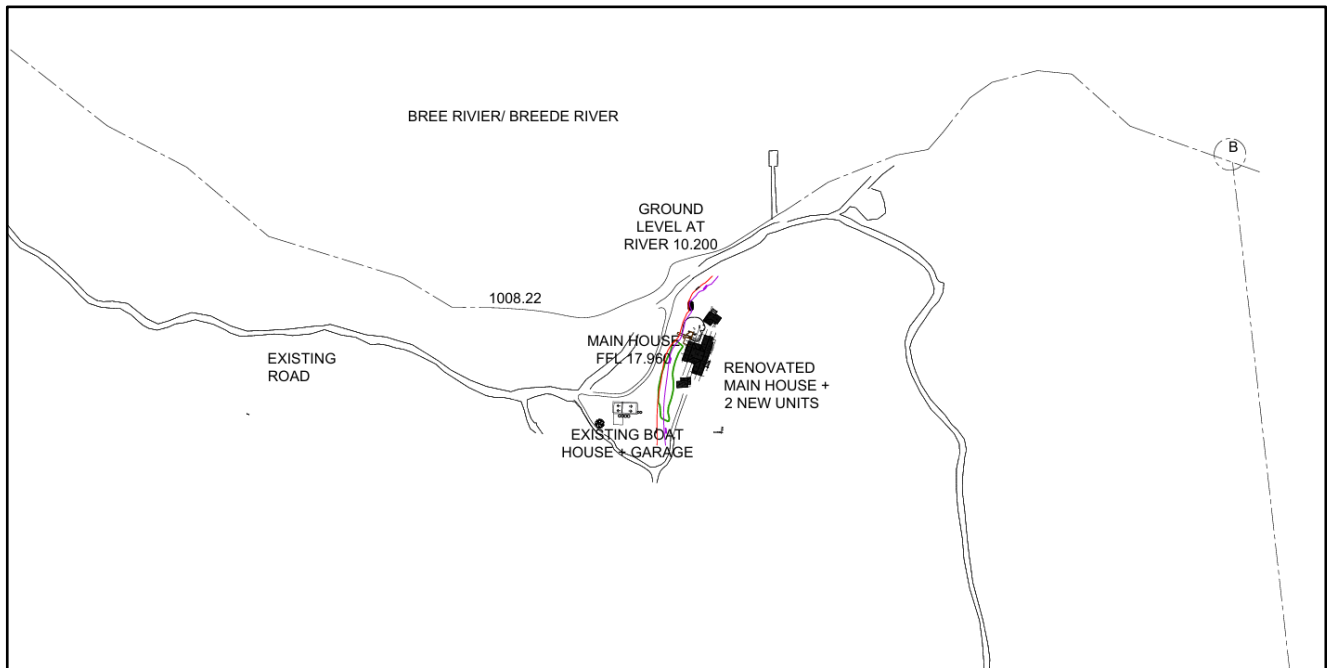 BREE RIVIER/ BREEDE RIVER
B
GROUND
LEVEL AT
RIVER 10.200
1008.22
MAIN HOUSE
FFL 17.960
EXISTING
ROAD
RENOVATED
MAIN HOUSE +
2 NEW UNITS
EXISTING BOAT
HOUSE + GARAGE